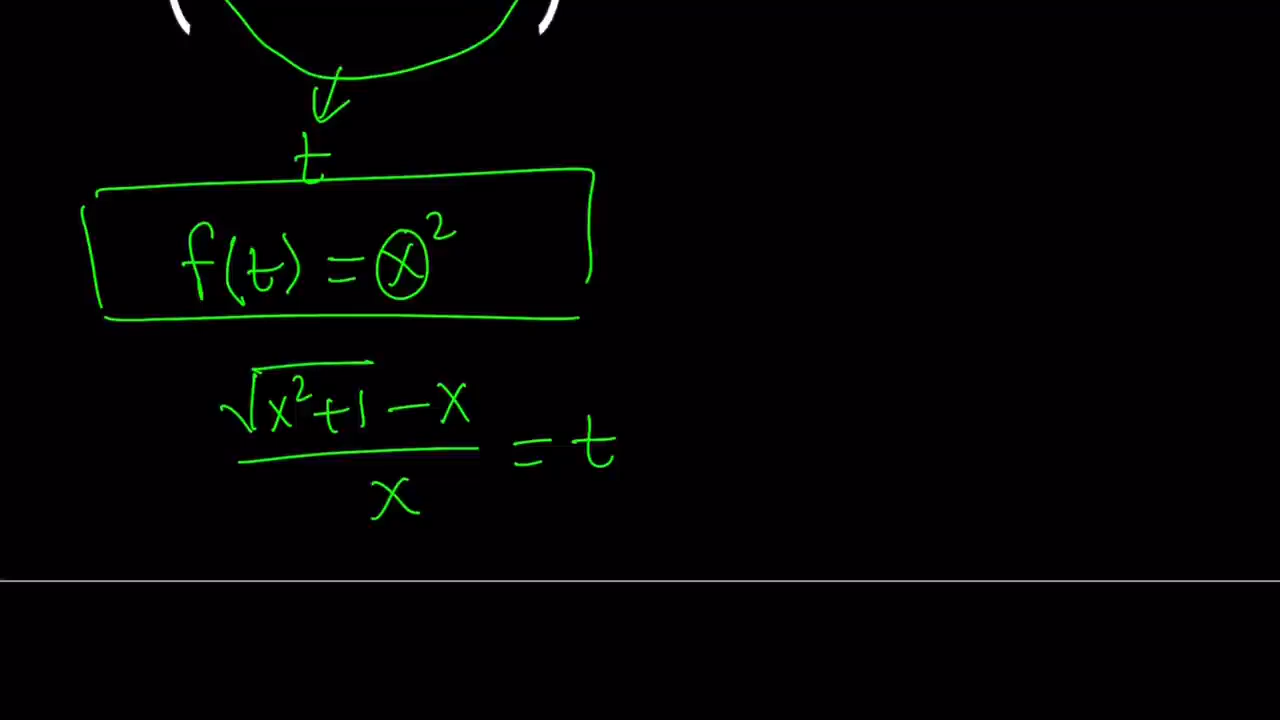 t
f(t) = x²
(√(x²+1) - x)/x = t